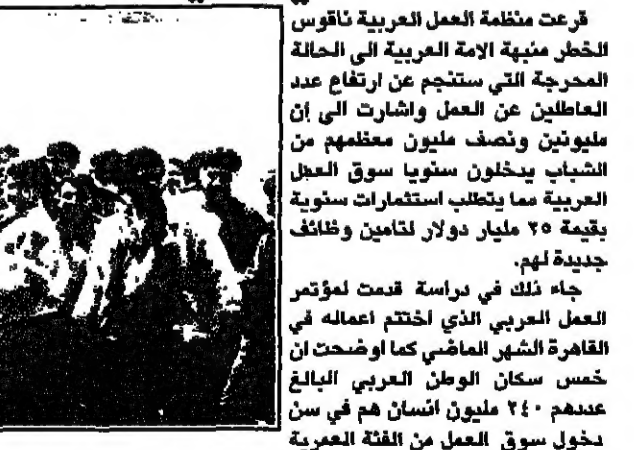 قرعت منظمة العمل العربية ناقوس
الخطر منبهة الامة العربية الى الحالة
المحرجة التي ستنجم عن ارتفاع عدد
العاطلين عن العمل واشارت الى أن
مليونين ونصف مليون معظمهم من
الشباب يدخلون سنويا سوق العمل
العربية مما يتطلب استثمارات سنوية
بقيمة ٢٥ مليار دولار لتأمين وظائف
جديدة لهم.
جاء ذلك في دراسة قدمت لمؤتمر
العمل العربي الذي اختتم اعماله في
القاهرة الشهر الماضي كما اوضحت ان
خمس سكان الوطن العربي البالغ
عددهم ٢٤٠ مليون انسان هم في سن
دخول سوق العمل من الفئة العمرية